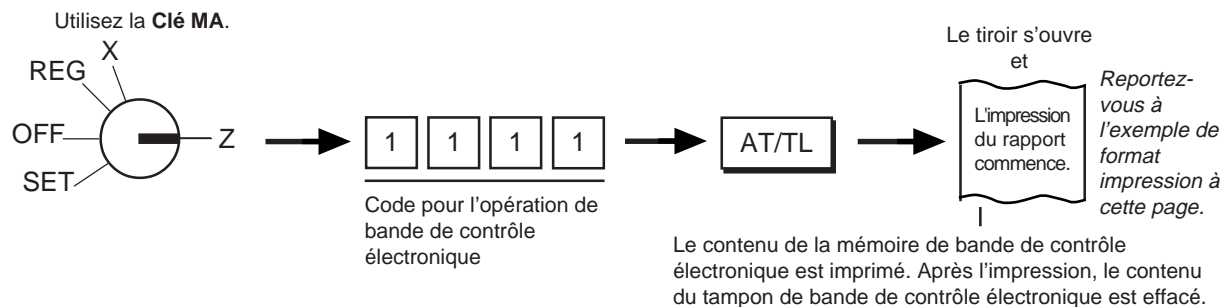 Utilisez la Clé MA.
X
REG
OFF
SET
Z
1 1 1 1
Code pour l'opération de
bande de contrôle
électronique
AT/TL
Le tiroir s'ouvre
et
L'impression
du rapport
commence.
Reportez-
vous à
l'exemple de
format
impression à
cette page.
Le contenu de la mémoire de bande de contrôle
électronique est imprimé. Après l'impression, le contenu
du tampon de bande de contrôle électronique est effacé.